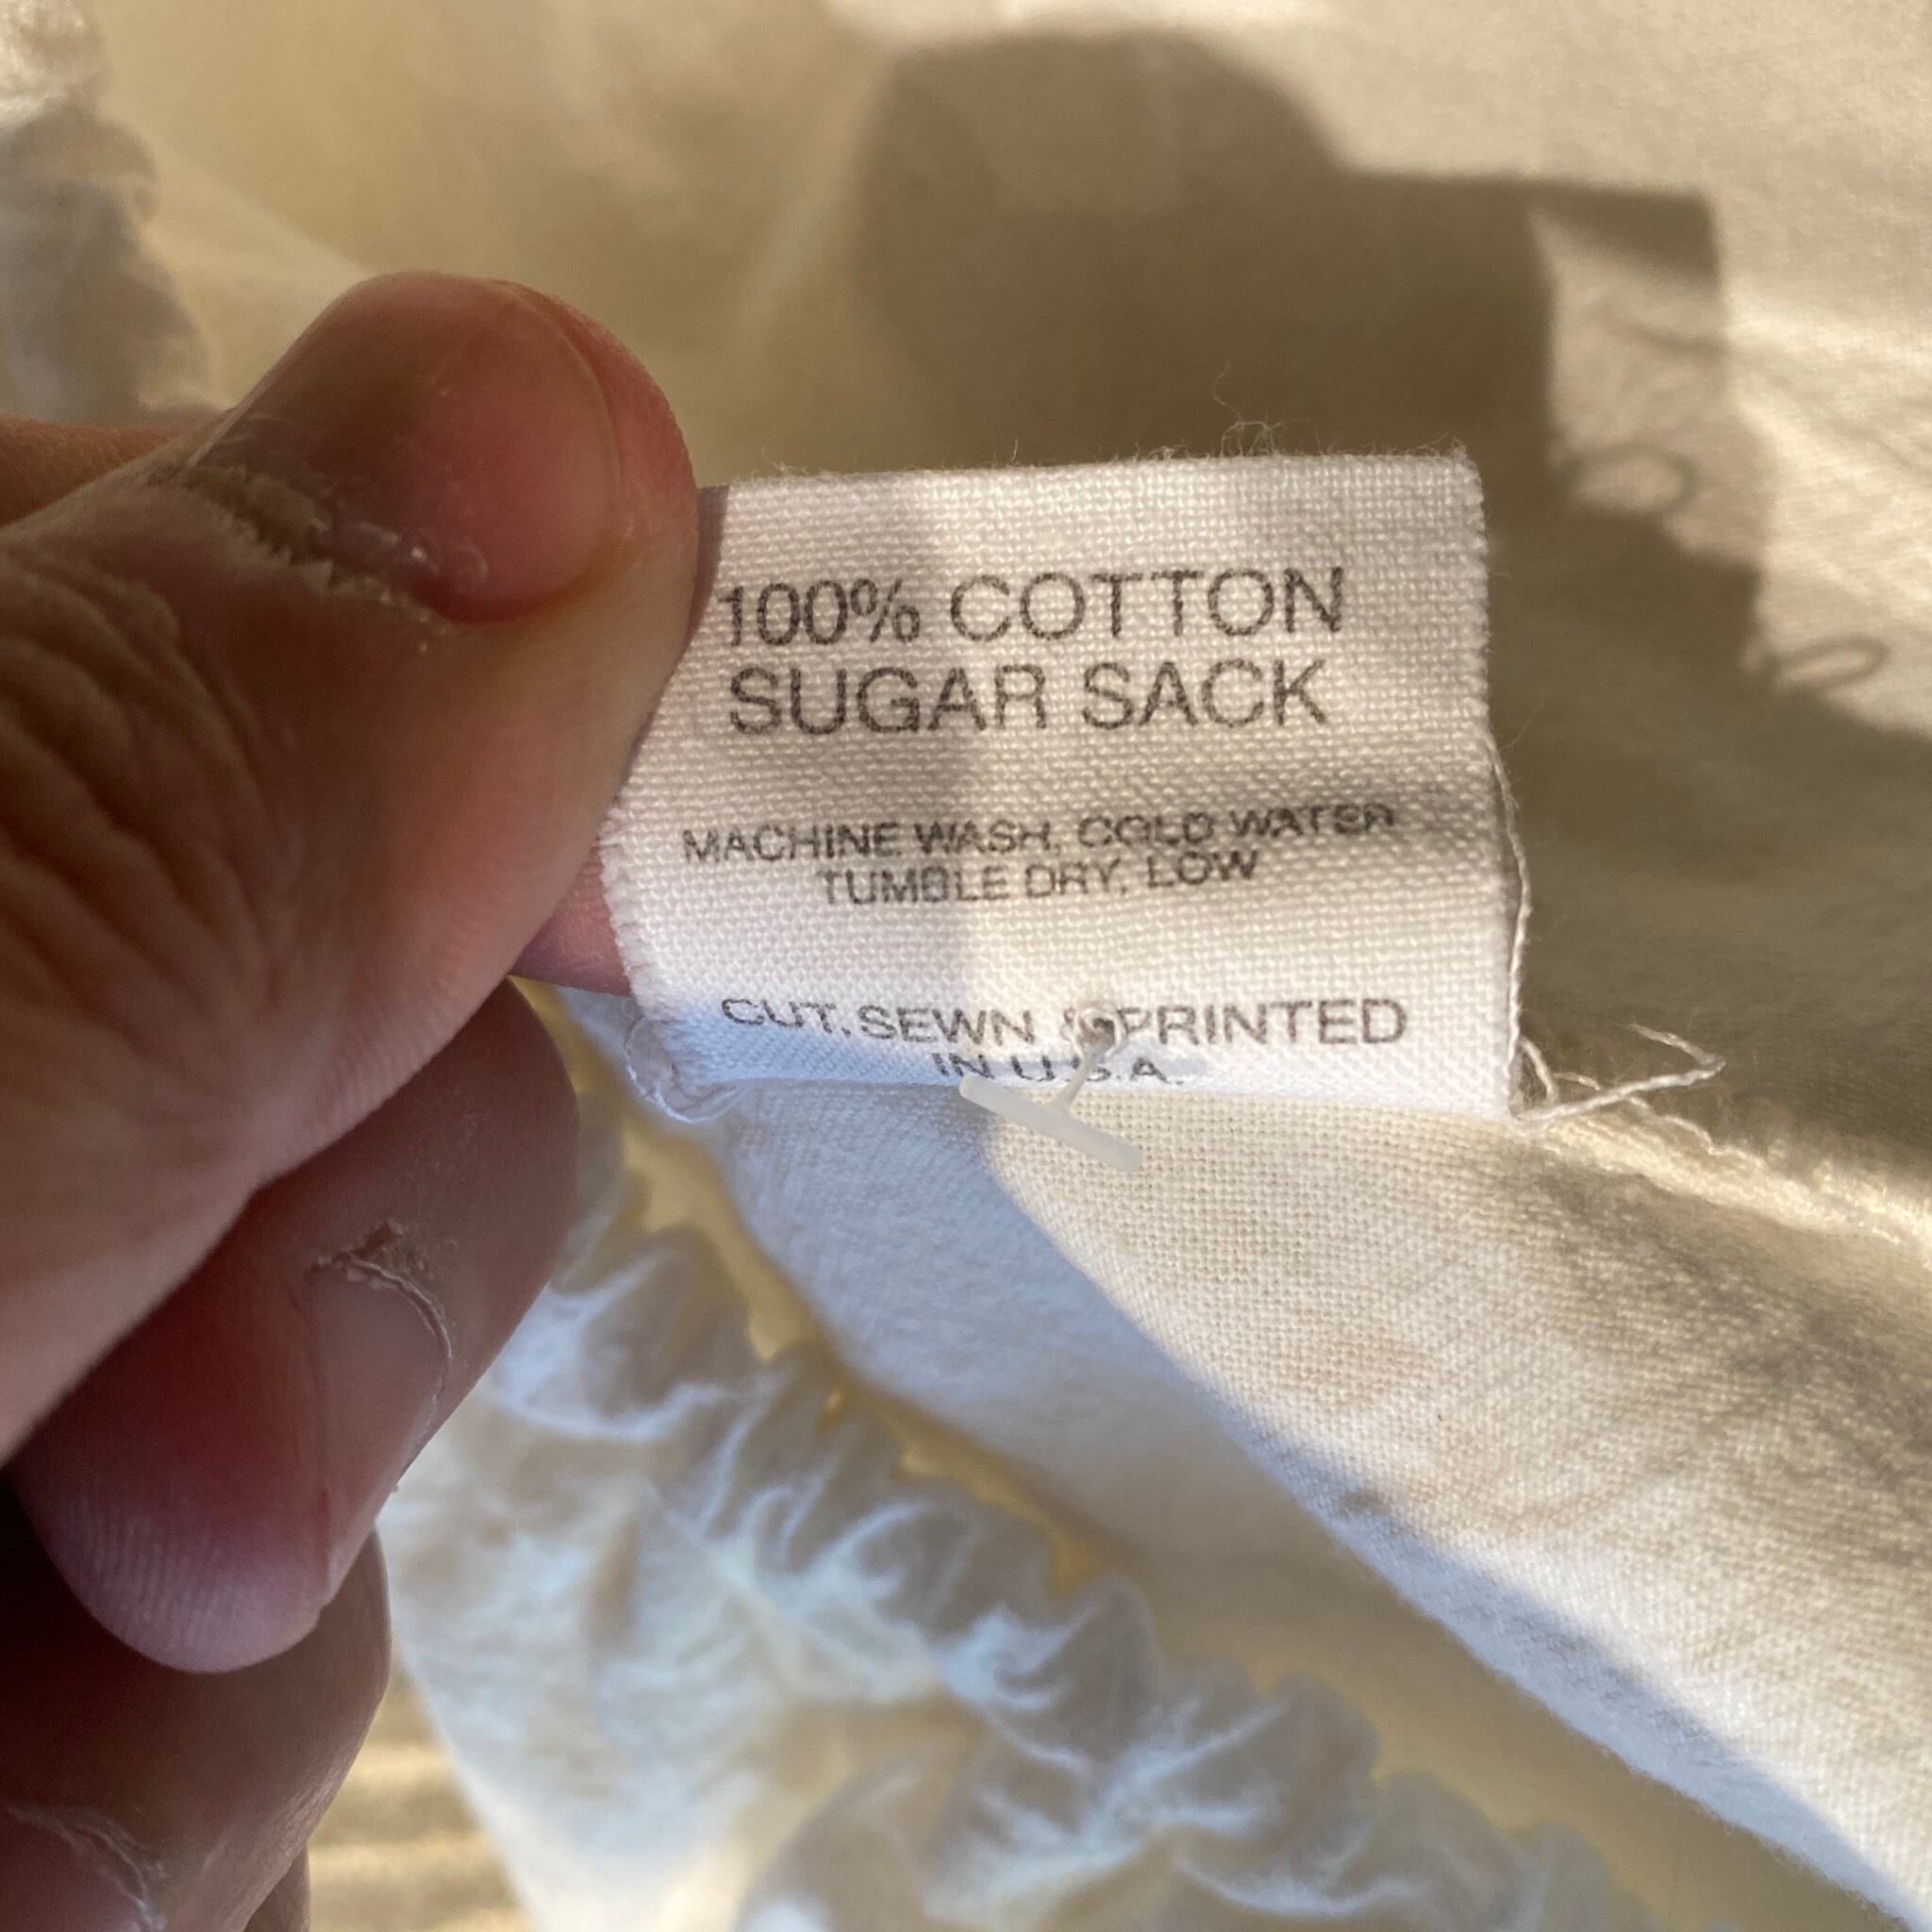 100% COTTON
SUGAR SACK
MACHINE WASH, COLD WATER
TUMBLE DRY, LOW
CUT, SEWN & PRINTED
IN U.S.A.